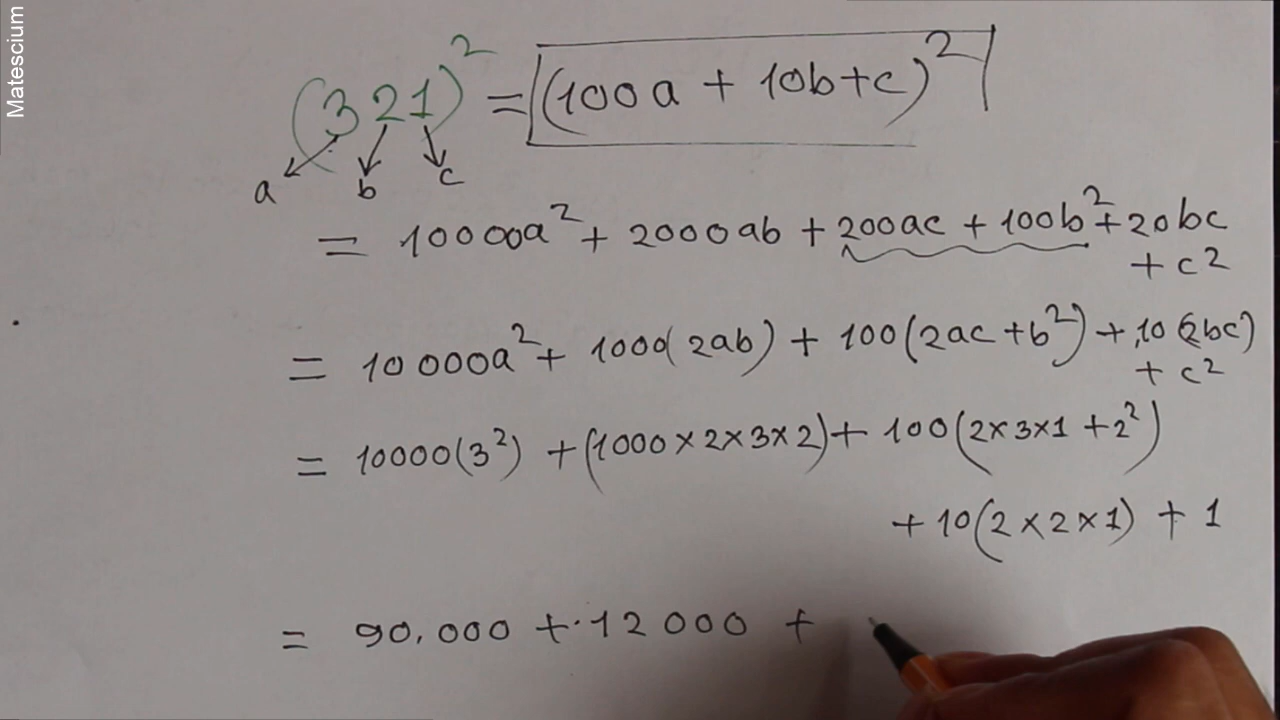 Matescium
(321)² = (100a + 10b+c)²
a b c
= 10000a² + 2000ab + 200ac + 100b² + 20bc
+ c²
= 10000a² + 1000(2ab) + 100(2ac + b²) + 10(2bc)
+ c²
= 10000(3²) + (1000×2×3×2) + 100(2×3×1 + 2²)
+ 10(2×2×1) + 1
= 90,000 + 12000 +